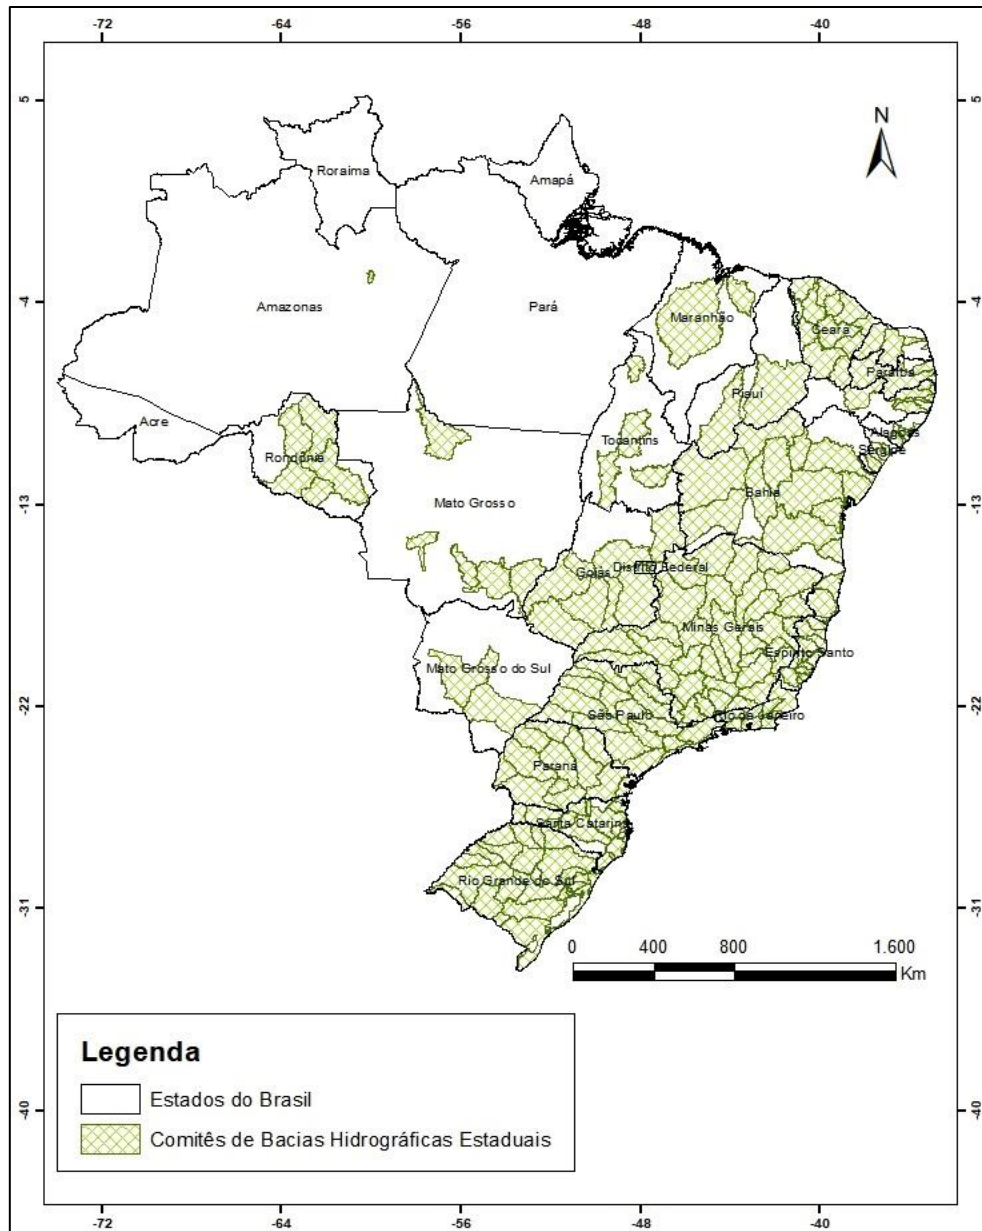 -72 -64 -56 -48 -40
5 5
N
Roraima
Amapá
-4 -4
Amazonas
Pará
Maranhão
Ceará
Paraíba
Piauí
Acre
Tocantins
Alagoas
Sergipe
Rondônia
Bahia
-13 -13
Mato Grosso
Goiás
Distrito Federal
Minas Gerais
Espírito Santo
Mato Grosso do Sul
-22 -22
São Paulo
Rio de Janeiro
Paraná
Santa Catarina
Rio Grande do Sul
-31 -31
0 400 800 1.600
Km
Legenda
Estados do Brasil
-40 -40
Comitês de Bacias Hidrográficas Estaduais
-72 -64 -56 -48 -40